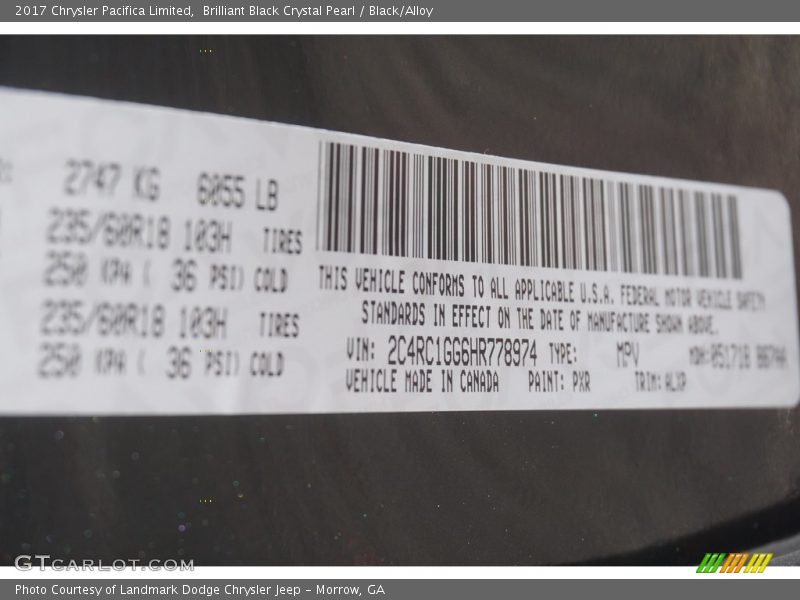 2017 Chrysler Pacifica Limited, Brilliant Black Crystal Pearl / Black/Alloy
2747 KG 6055 LB
235/60R18 103H TIRES
250 KPA ( 36 PSI) COLD
235/60R18 103H TIRES
250 KPA ( 36 PSI) COLD
THIS VEHICLE CONFORMS TO ALL APPLICABLE U.S.A. FEDERAL MOTOR VEHICLE SAFETY
STANDARDS IN EFFECT ON THE DATE OF MANUFACTURE SHOWN ABOVE.
VIN: 2C4RC1GG6HR778974 TYPE: MPV MDH:
VEHICLE MADE IN CANADA PAINT: PXR TRIM: ALXP
GTCARLOT.COM
Photo Courtesy of Landmark Dodge Chrysler Jeep – Morrow, GA